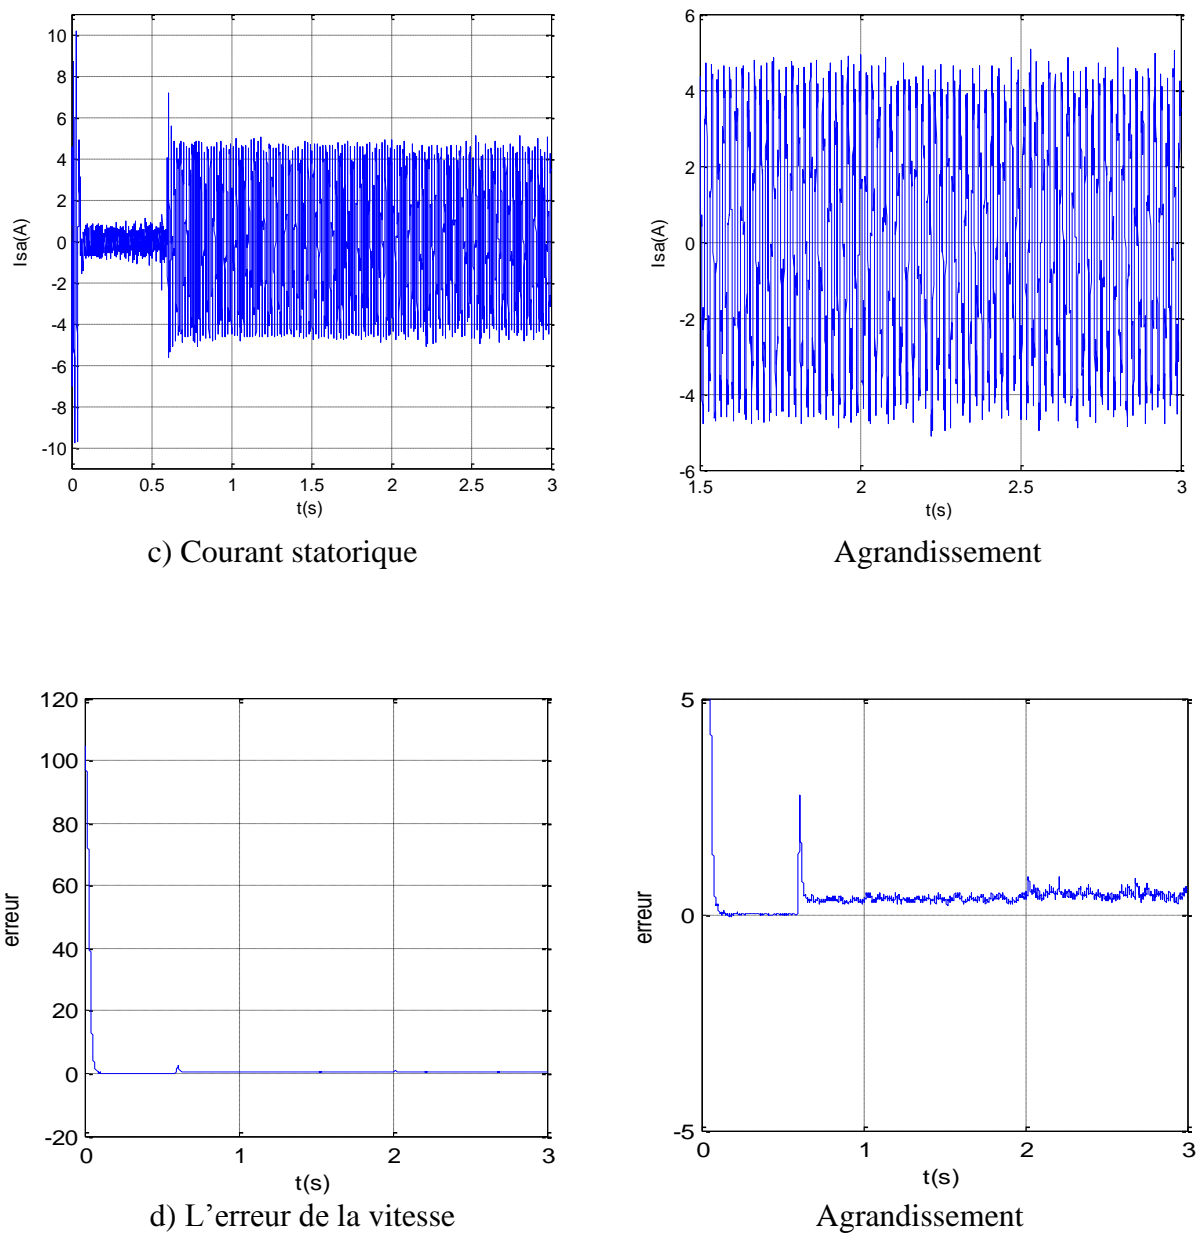 10
8
6
4
2
0
-2
-4
-6
-8
-10
Isa(A)
0 0.5 1 1.5 2 2.5 3
t(s)
6
4
2
0
-2
-4
-6
Isa(A)
1.5 2 2.5 3
t(s)
c) Courant statorique
Agrandissement
120
100
80
60
40
20
0
-20
erreur
0 1 2 3
t(s)
5
0
-5
erreur
0 1 2 3
t(s)
d) L’erreur de la vitesse
Agrandissement